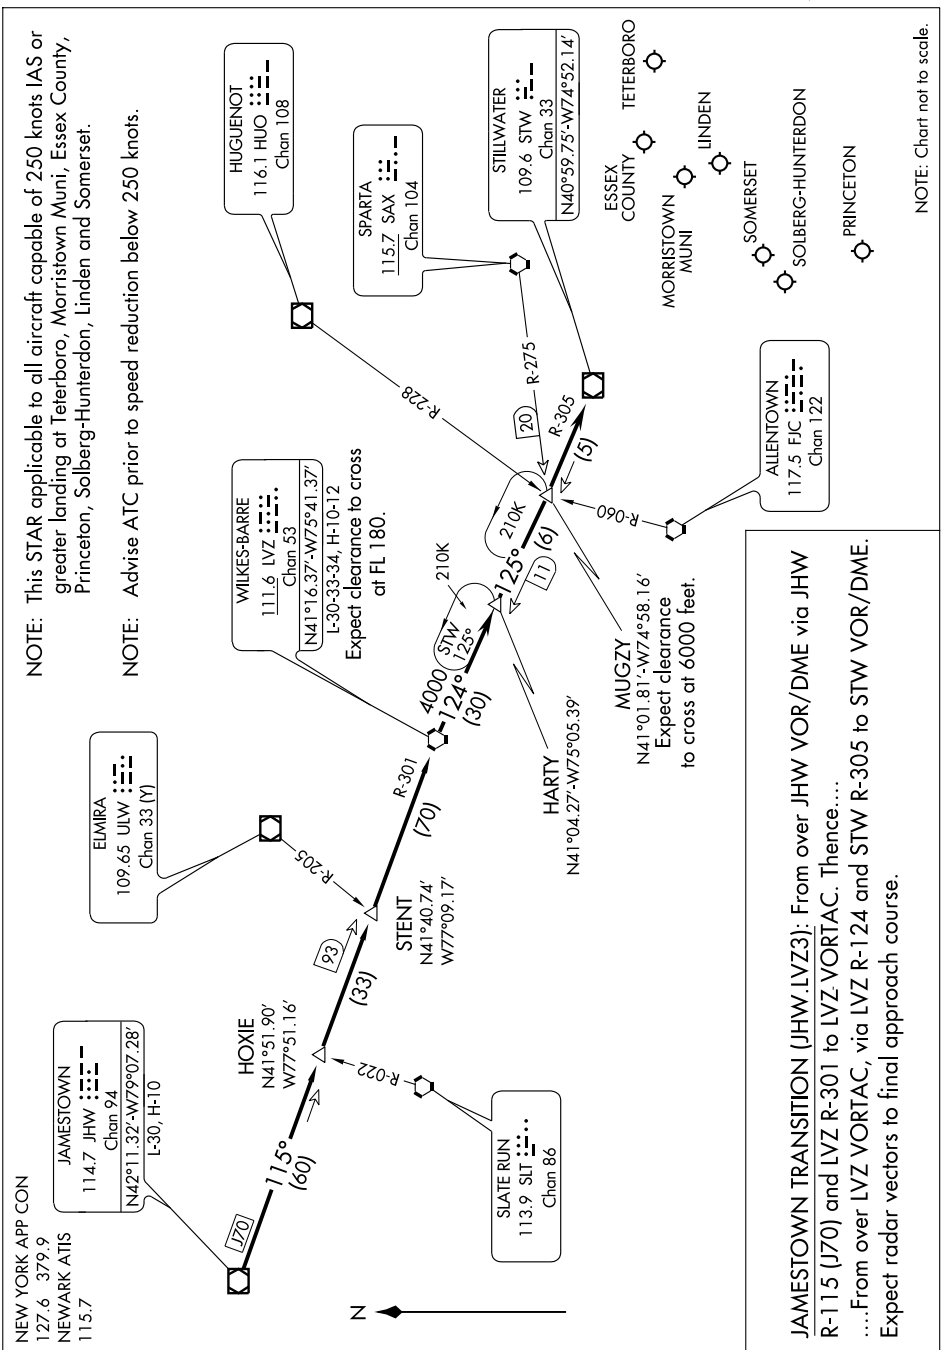 NEW YORK APP CON
127.6 379.9
NEWARK ATIS
115.7
NOTE: This STAR applicable to all aircraft capable of 250 knots IAS or
greater landing at Teterboro, Morristown Muni, Essex County,
Princeton, Solberg-Hunterdon, Linden and Somerset.
NOTE: Advise ATC prior to speed reduction below 250 knots.
JAMESTOWN
114.7 JHW
Chan 94
N42°11.32'-W79°07.28'
L-30, H-10
ELMIRA
109.65 ULW
Chan 33 (Y)
WILKES-BARRE
111.6 LVZ
Chan 53
N41°16.37'-W75°41.37'
L-30-33-34, H-10-12
Expect clearance to cross
at FL 180.
HUGUENOT
116.1 HUO
Chan 108
SPARTA
115.7 SAX
Chan 104
STILLWATER
109.6 STW
Chan 33
N40°59.75'-W74°52.14'
J70
115°
(60)
HOXIE
N41°51.90'
W77°51.16'
R-022
SLATE RUN
113.9 SLT
Chan 86
93
(33)
R-205
STENT
N41°40.74'
W77°09.17'
(70)
R-301
4000
124°
(30)
STW
125°
210K
HARTY
N41°04.27'-W75°05.39'
210K
125°
(6)
11
MUGZY
N41°01.81'-W74°58.16'
Expect clearance
to cross at 6000 feet.
R-228
R-275
20
R-305
(5)
R-060
ALLENTOWN
117.5 FJC
Chan 122
ESSEX
COUNTY
TETERBORO
MORRISTOWN
MUNI
LINDEN
SOMERSET
SOLBERG-HUNTERDON
PRINCETON
NOTE: Chart not to scale.
N
JAMESTOWN TRANSITION (JHW.LVZ3): From over JHW VOR/DME via JHW
R-115 (J70) and LVZ R-301 to LVZ VORTAC. Thence....
....From over LVZ VORTAC, via LVZ R-124 and STW R-305 to STW VOR/DME.
Expect radar vectors to final approach course.